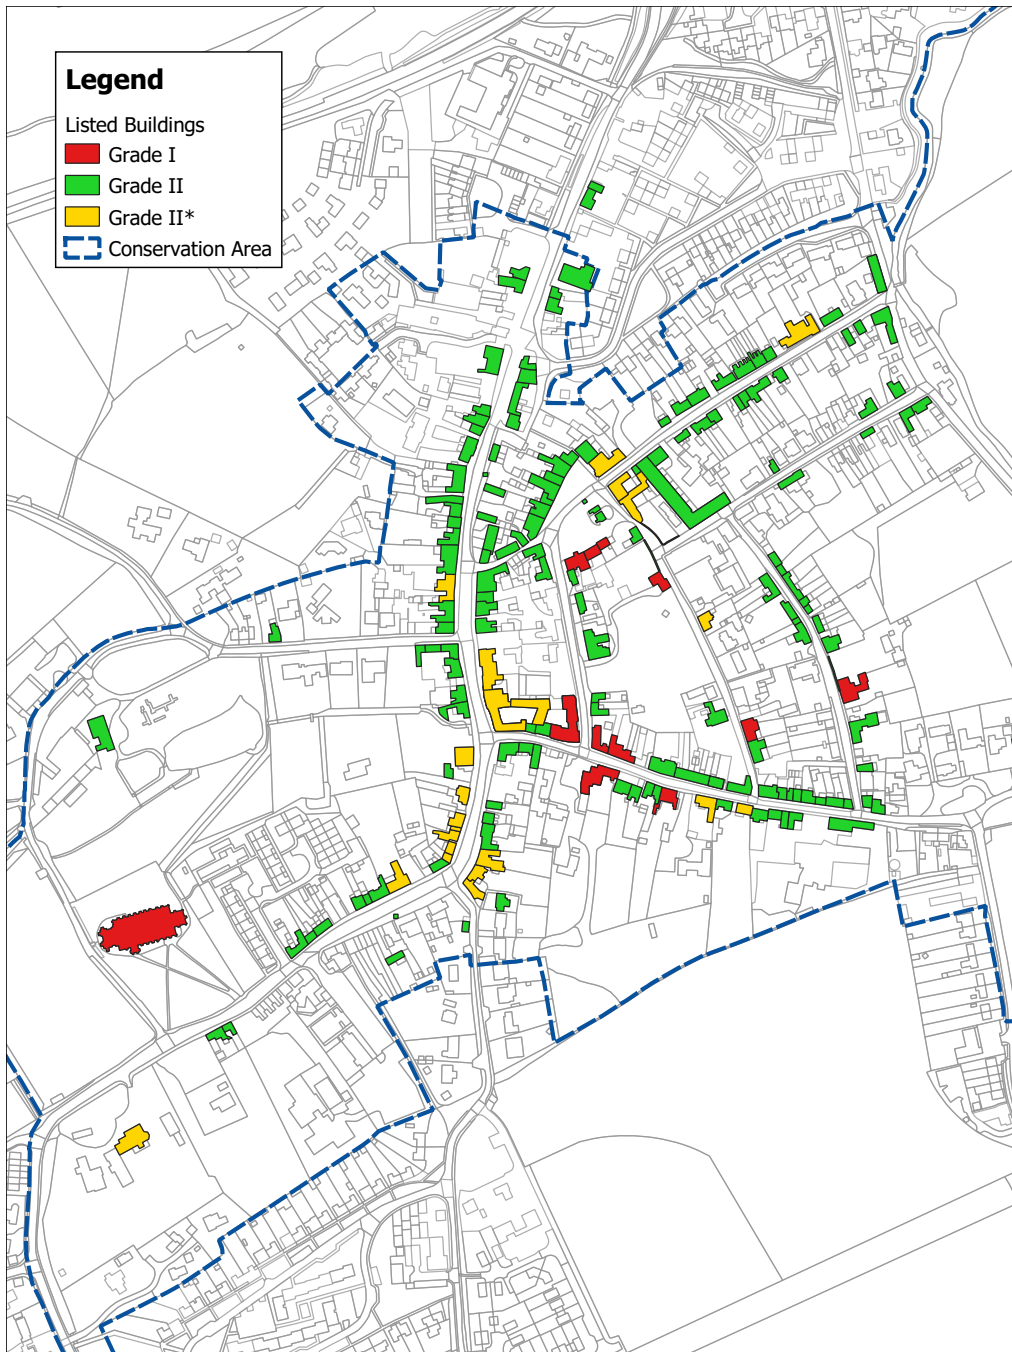 Legend
Listed Buildings
Grade I
Grade II
Grade II*
Conservation Area